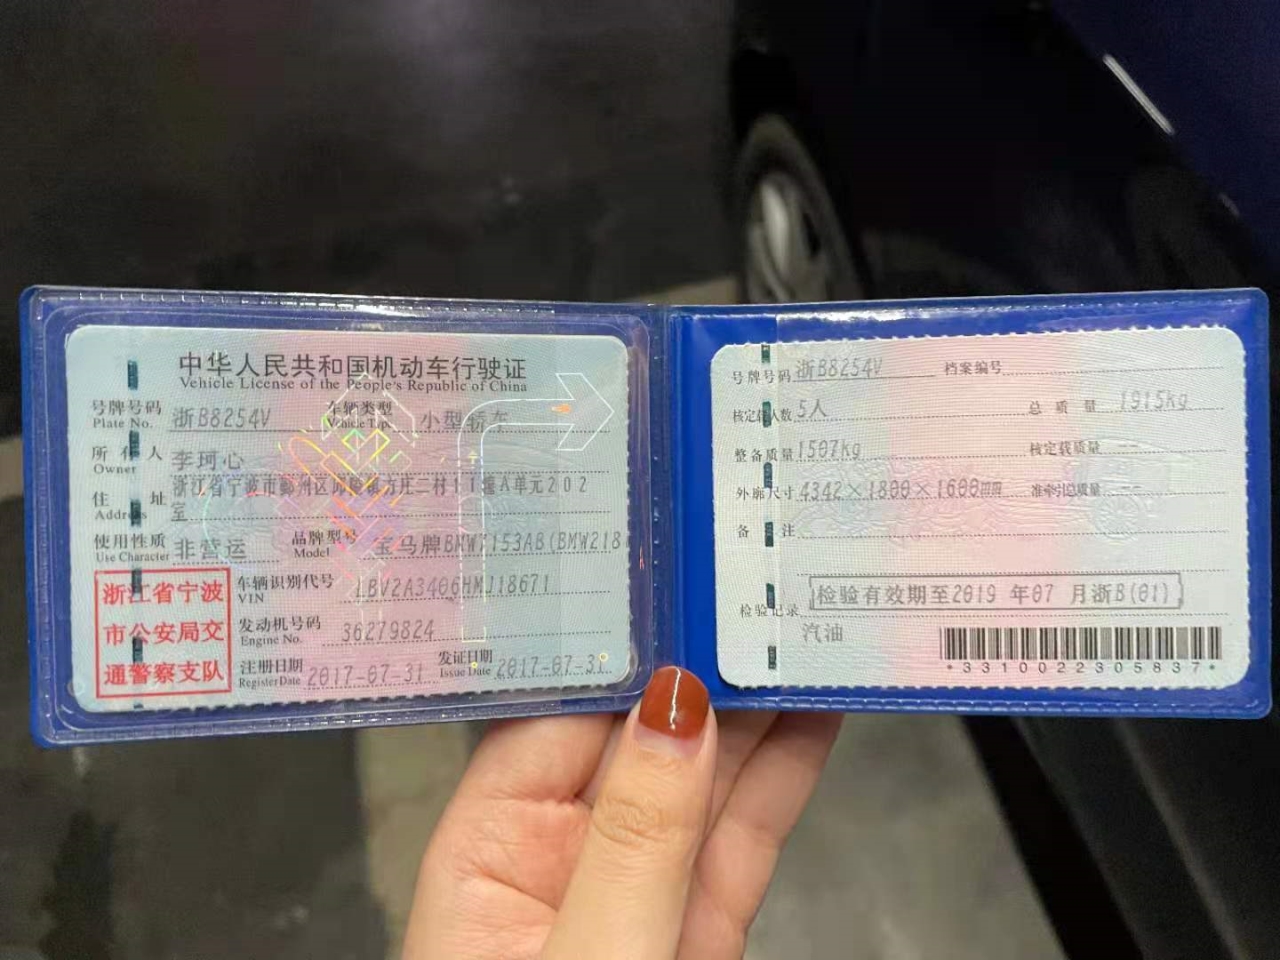 中华人民共和国机动车行驶证
Vehicle License of the People's Republic of China
号牌号码 浙B8254V 车辆类型 小型轿车
Plate No. Vehicle Type
所有人 李珂心
Owner
住址 浙江省宁波市鄞州区 二村11 A单元202
Address 室
使用性质 非营运 品牌型号 宝马牌BMW7153AB(BMW218
Use Character Model
浙江省宁波
市公安局交
通警察支队
车辆识别代号 LBV2A3406HMJ18671
VIN
发动机号码 36279824
Engine No.
注册日期 2017-07-31 发证日期 2017-07-31
Register Date Issue Date
号牌号码 浙B8254V 档案编号
核定载人数 5人 总质量 1915kg
整备质量 1507kg 核定载质量 --
外廓尺寸 4342×1800×1600mm 准牵引总质量 --
备注
检验记录 检验有效期至2019 年07 月浙B(01)
汽油
*3310022305837*